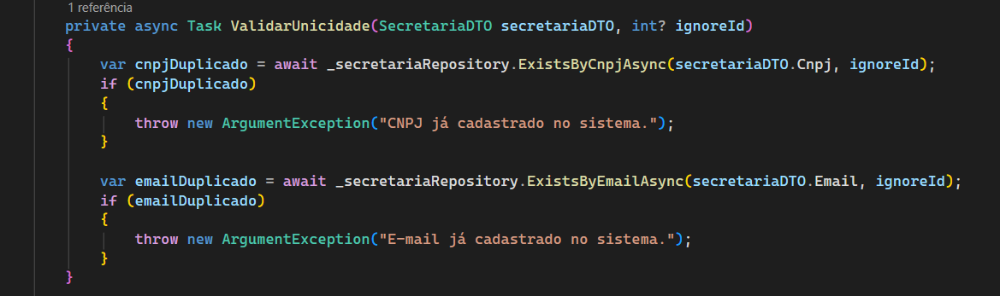 1 referência
private async Task ValidarUnicidade(SecretariaDTO secretariaDTO, int? ignoreId)
{
var cnpjDuplicado = await _secretariaRepository.ExistsByCnpjAsync(secretariaDTO.Cnpj, ignoreId);
if (cnpjDuplicado)
{
throw new ArgumentException("CNPJ já cadastrado no sistema.");
}
var emailDuplicado = await _secretariaRepository.ExistsByEmailAsync(secretariaDTO.Email, ignoreId);
if (emailDuplicado)
{
throw new ArgumentException("E-mail já cadastrado no sistema.");
}
}